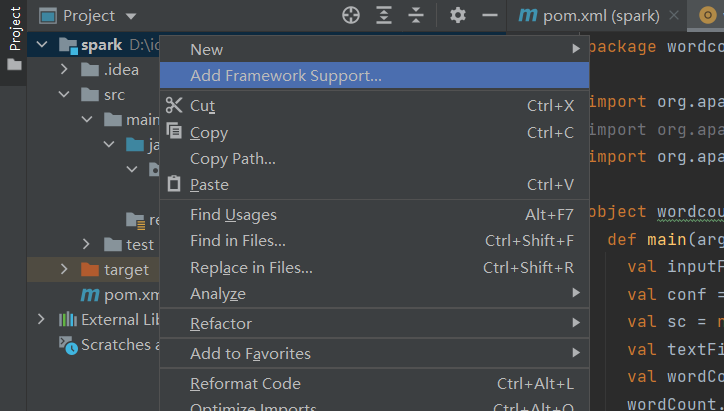 Project
Project
pom.xml (spark)
spark D:\
New
package wordco
.idea
Add Framework Support...
src
Cut Ctrl+X
import org.apa
main
Copy Ctrl+C
import org.apa
ja
Copy Path...
import org.apa
Paste Ctrl+V
re
Find Usages Alt+F7
object wordcou
test
Find in Files... Ctrl+Shift+F
def main(arg
target
Replace in Files... Ctrl+Shift+R
val inputF
pom.xm
Analyze
val conf =
External Lib
Refactor
val sc = n
Scratches a
Add to Favorites
val textFi
Reformat Code Ctrl+Alt+L
val wordCo
Optimize Imports Ctrl+Alt+O
wordCount.